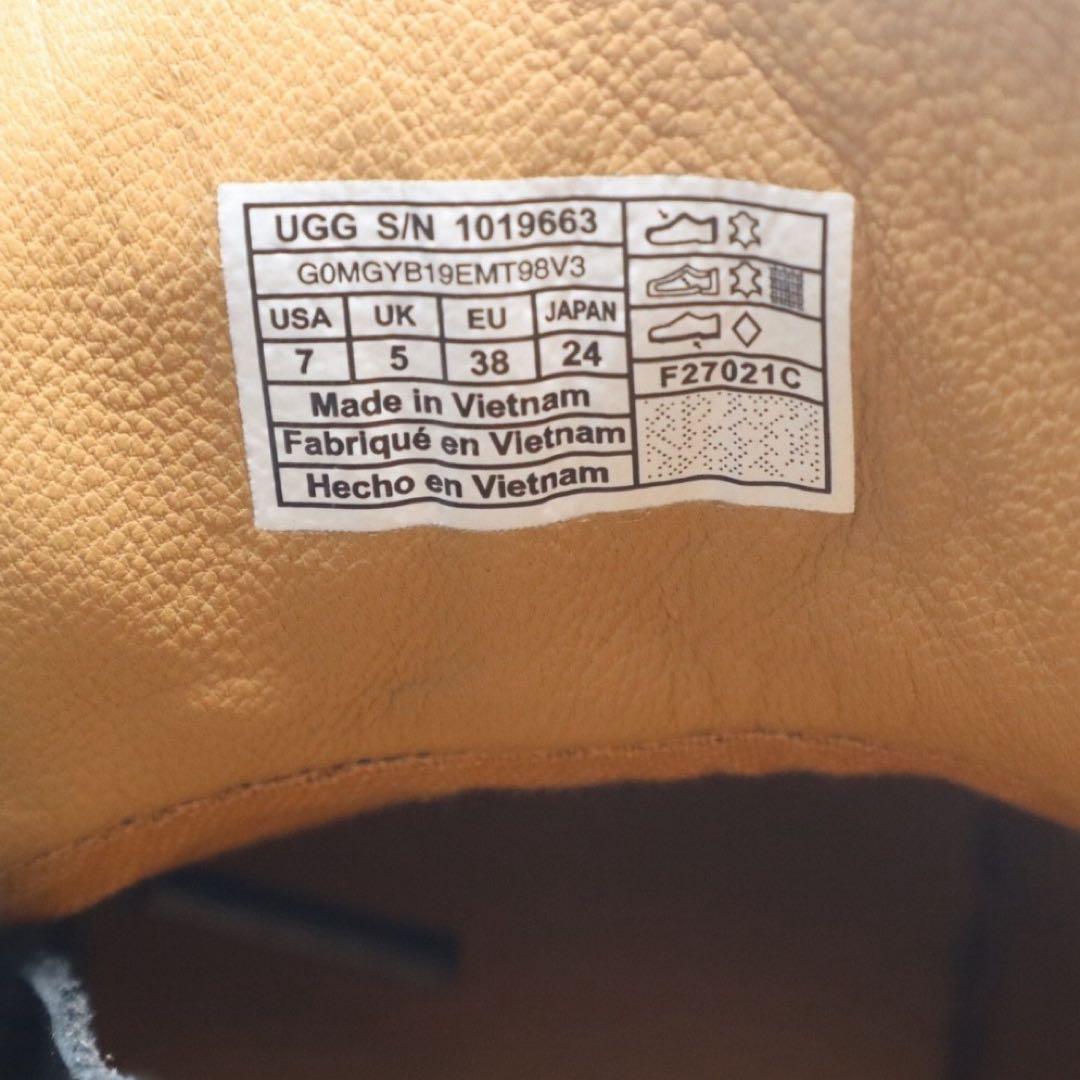 UGG S/N 1019663
G0MGYB19EMT98V3
USA UK EU JAPAN
7 5 38 24
Made in Vietnam
Fabriqué en Vietnam
Hecho en Vietnam
F27021C